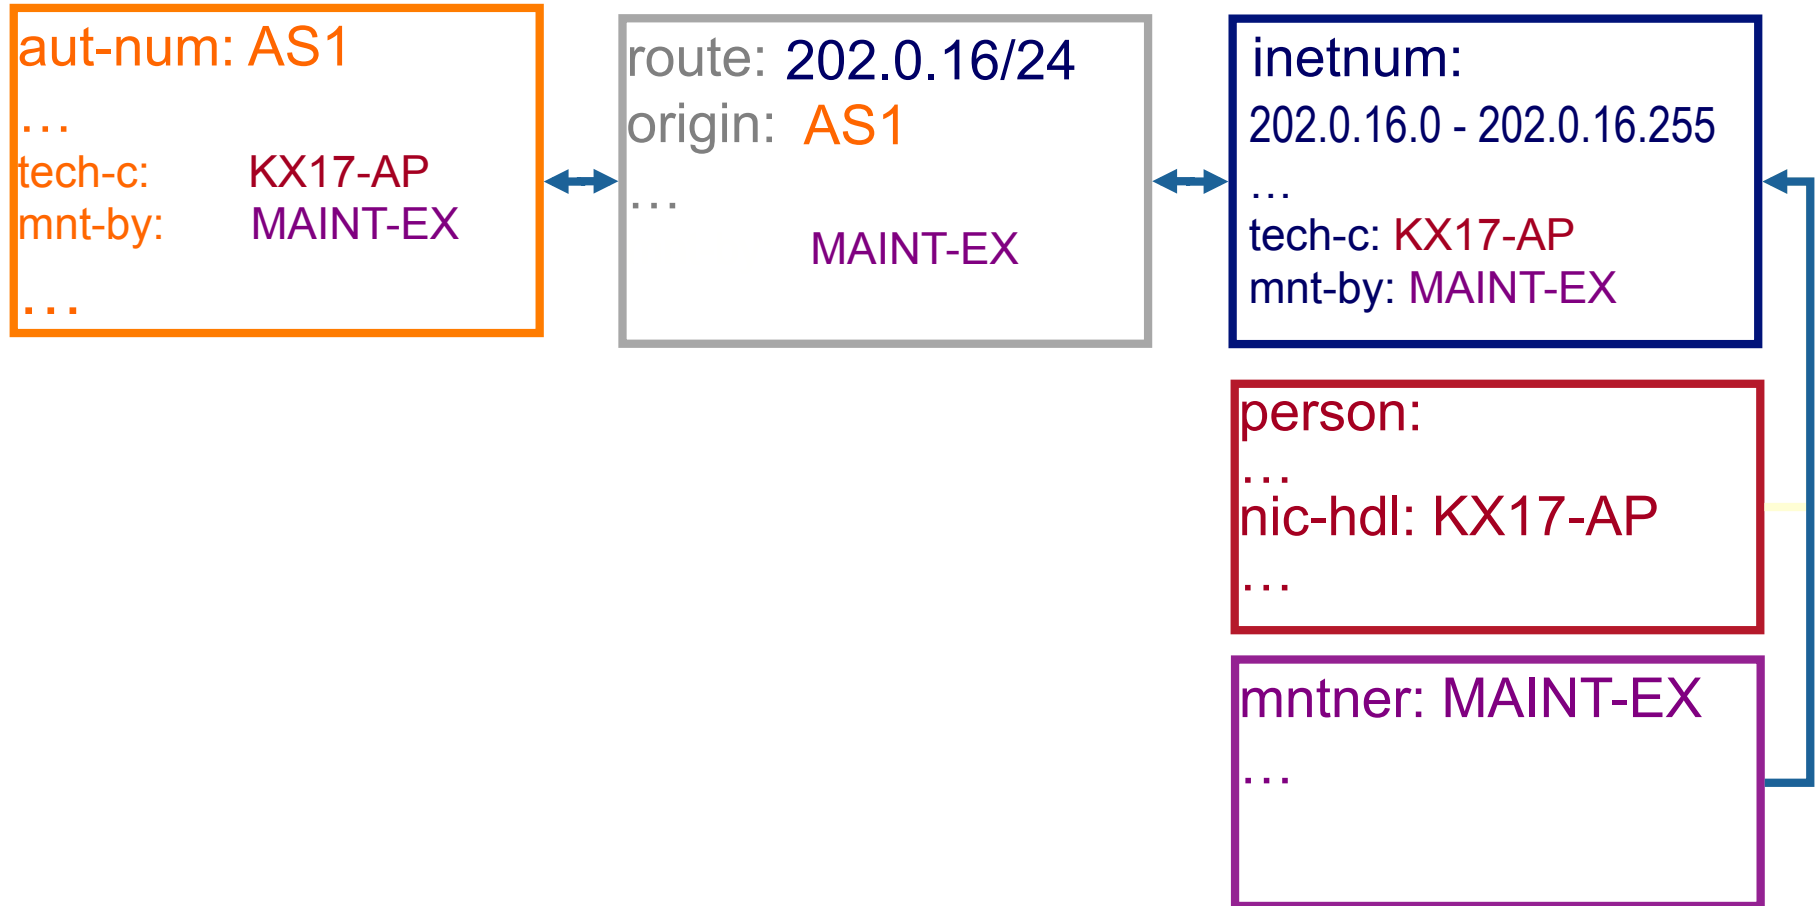 aut-num: AS1
…
tech-c: KX17-AP
mnt-by: MAINT-EX
…
route: 202.0.16/24
origin: AS1
…
MAINT-EX
inetnum:
202.0.16.0 - 202.0.16.255
…
tech-c: KX17-AP
mnt-by: MAINT-EX
person:
…
nic-hdl: KX17-AP
…
mntner: MAINT-EX
…